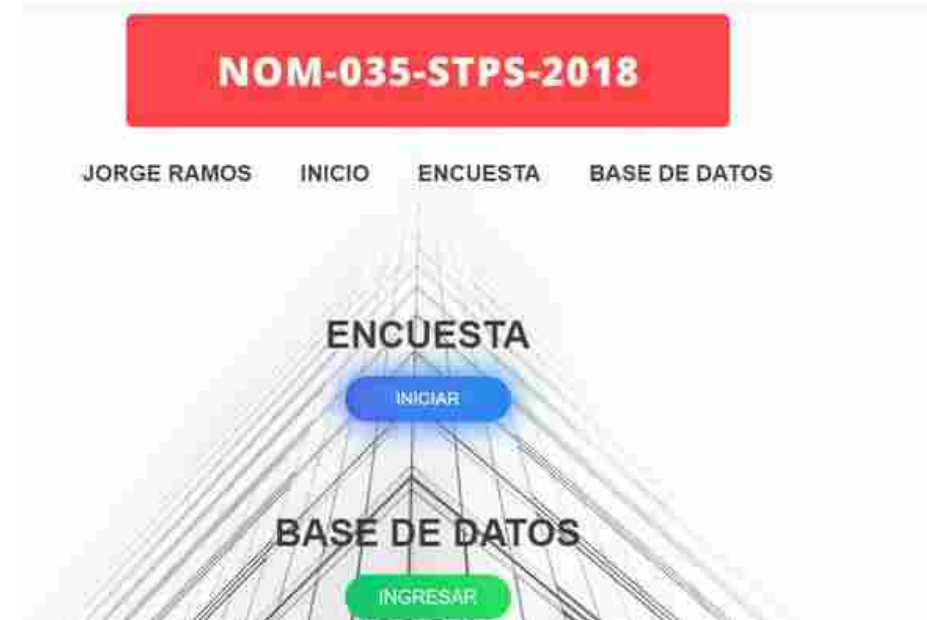 NOM-035-STPS-2018
JORGE RAMOS INICIO ENCUESTA BASE DE DATOS
ENCUESTA
INICIAR
BASE DE DATOS
INGRESAR